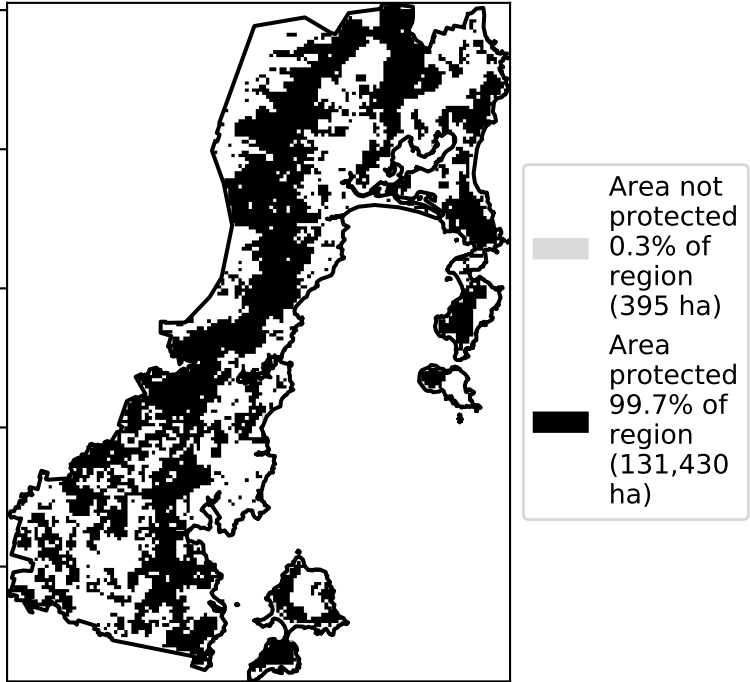 Area not
protected
0.3% of
region
(395 ha)
Area
protected
99.7% of
region
(131,430
ha)